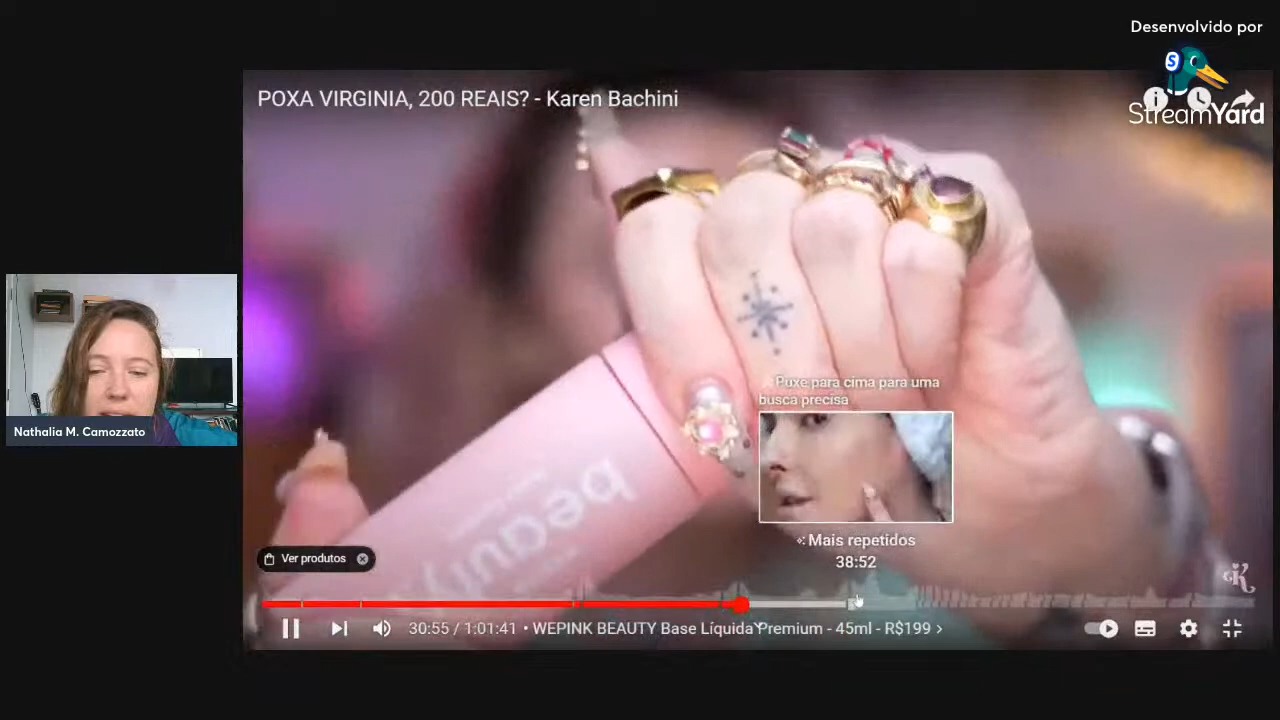 Desenvolvido por
StreamYard
POXA VIRGINIA, 200 REAIS? - Karen Bachini
Nathalia M. Camozzato
beauty
Puxe para cima para uma
busca precisa
Mais repetidos
38:52
Ver produtos
30:55 / 1:01:41 • WEPINK BEAUTY Base Líquida Premium - 45ml - R$199 >